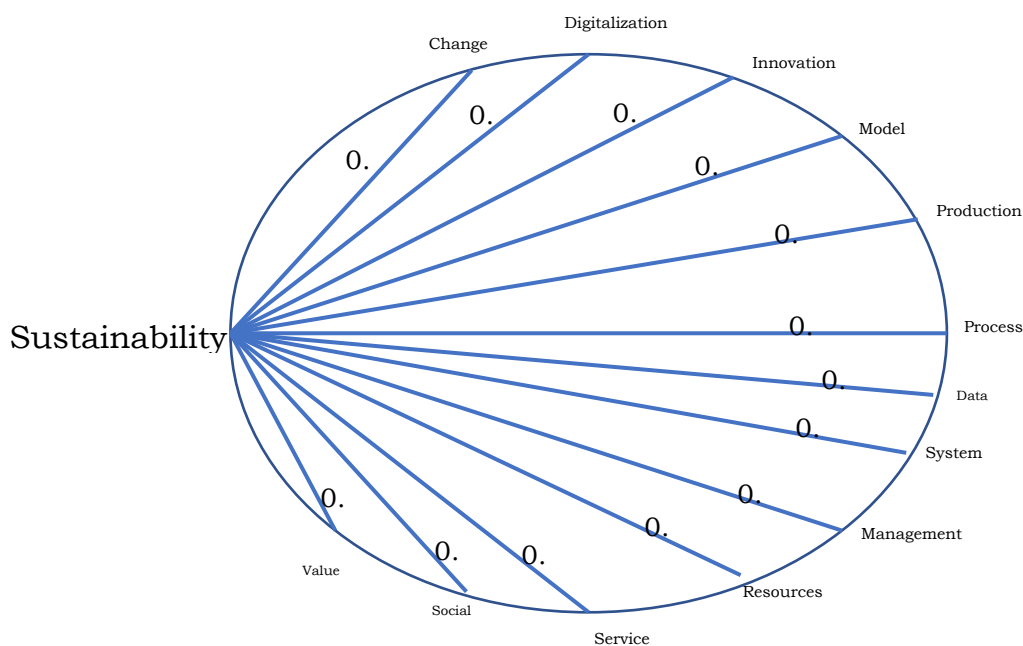 Digitalization
Change
Innovation
0.
0.
Model
0.
0.
Production
0.
Process
0.
Sustainability
0.
Data
0.
System
0.
0.
Management
0.
0.
0.
Value
Resources
Social
Service